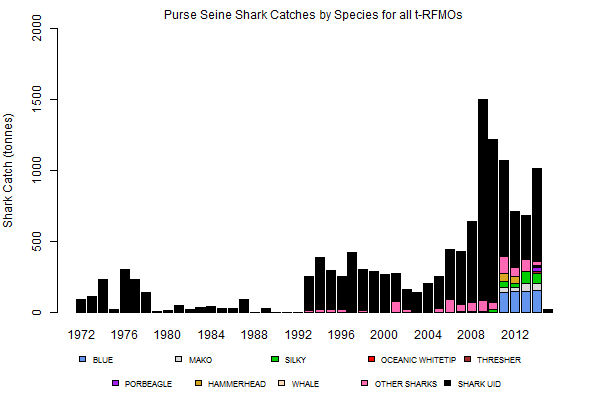 Purse Seine Shark Catches by Species for all t-RFMOs
Shark Catch (tonnes)
2000
1500
1000
500
0
1972 1976 1980 1984 1988 1992 1996 2000 2004 2008 2012
BLUE MAKO SILKY OCEANIC WHITETIP THRESHER
PORBEAGLE HAMMERHEAD WHALE OTHER SHARKS SHARK UID